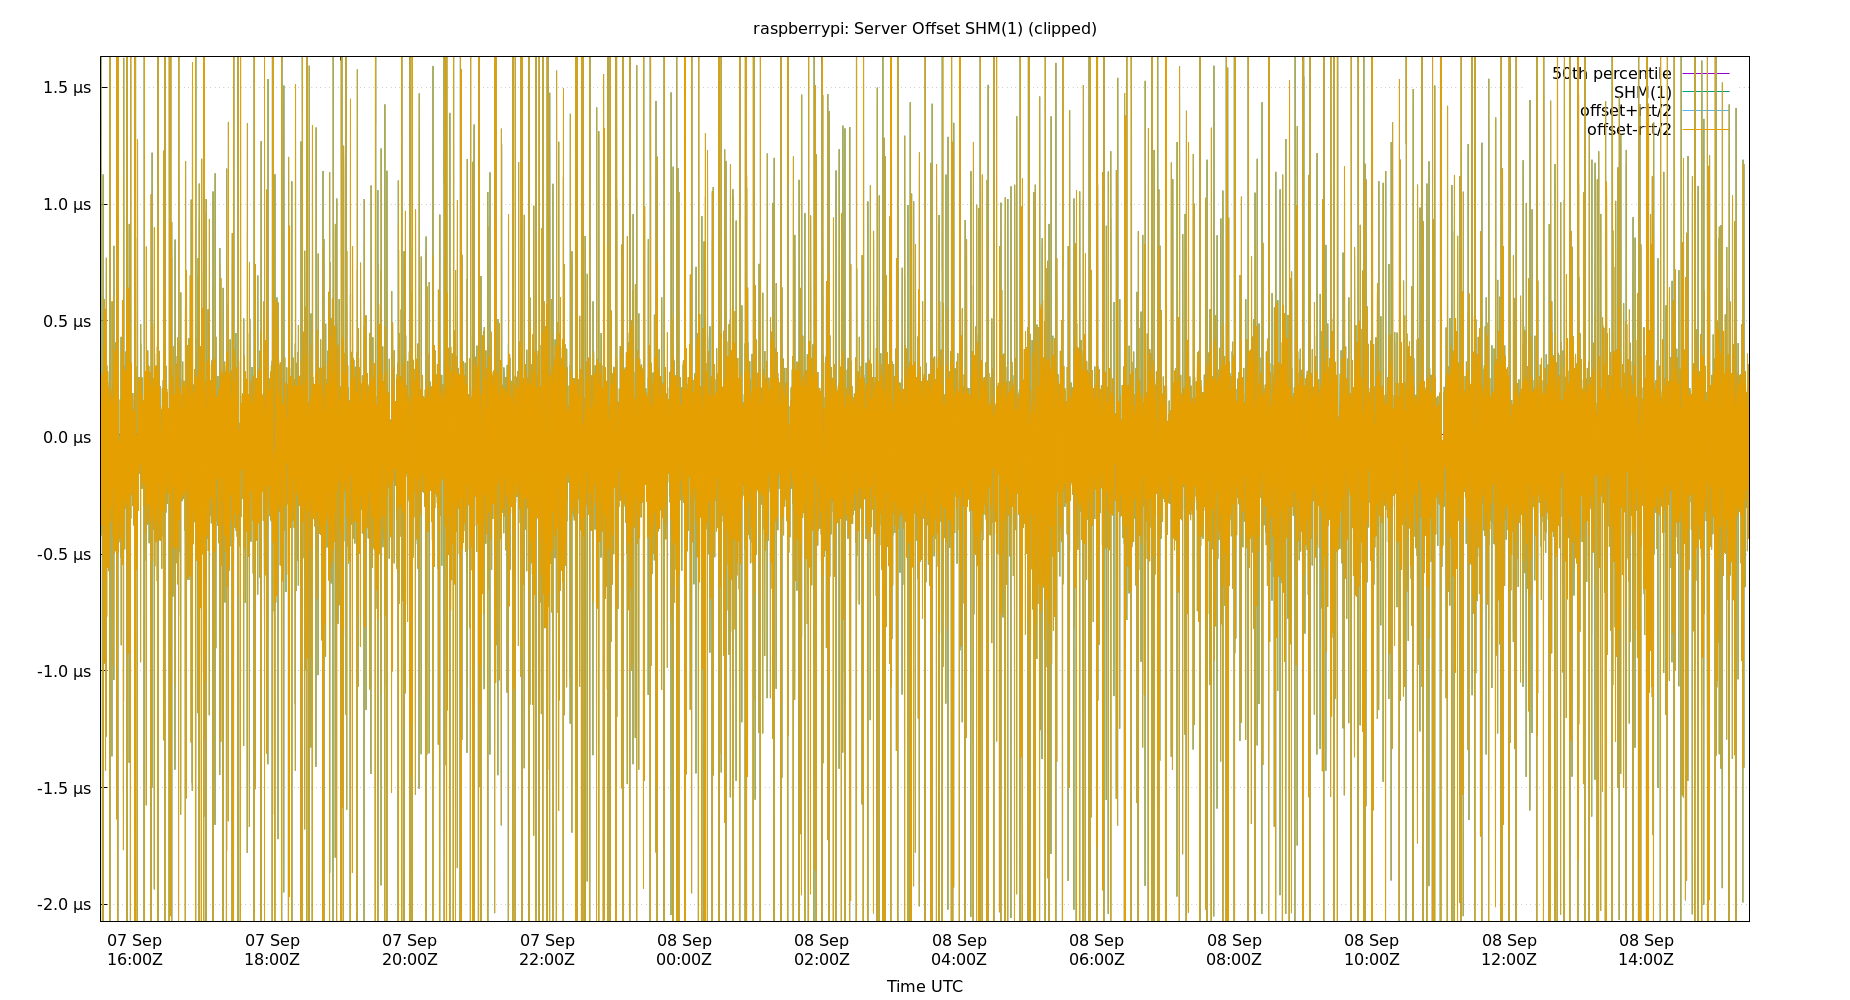 raspberrypi: Server Offset SHM(1) (clipped)
50th percentile
SHM(1)
offset+rtt/2
offset-rtt/2
1.5 µs
1.0 µs
0.5 µs
0.0 µs
-0.5 µs
-1.0 µs
-1.5 µs
-2.0 µs
07 Sep 07 Sep 07 Sep 07 Sep 08 Sep 08 Sep 08 Sep 08 Sep 08 Sep 08 Sep 08 Sep 08 Sep
16:00Z 18:00Z 20:00Z 22:00Z 00:00Z 02:00Z 04:00Z 06:00Z 08:00Z 10:00Z 12:00Z 14:00Z
Time UTC